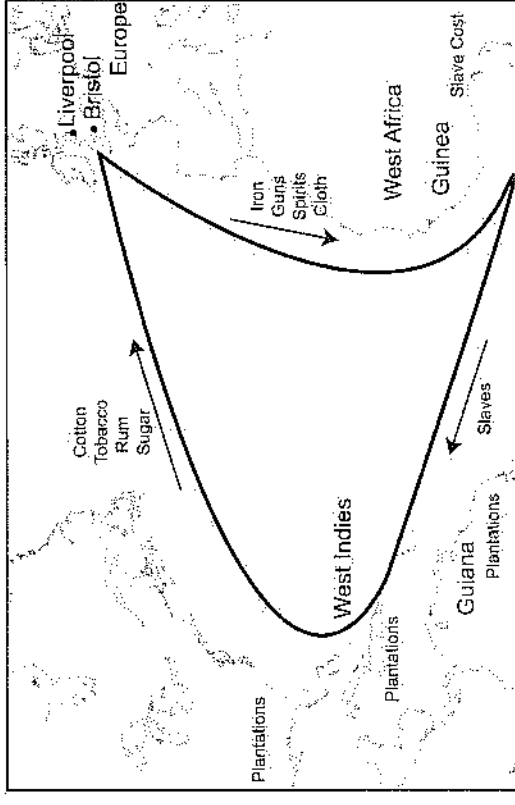 Liverpool
Bristol
Europe
Cotton
Tobacco
Rum
Sugar
Iron
Guns
Spirits
Cloth
West Africa
Guinea
Slave Cost
West Indies
Slaves
Plantations
Plantations
Guiana
Plantations